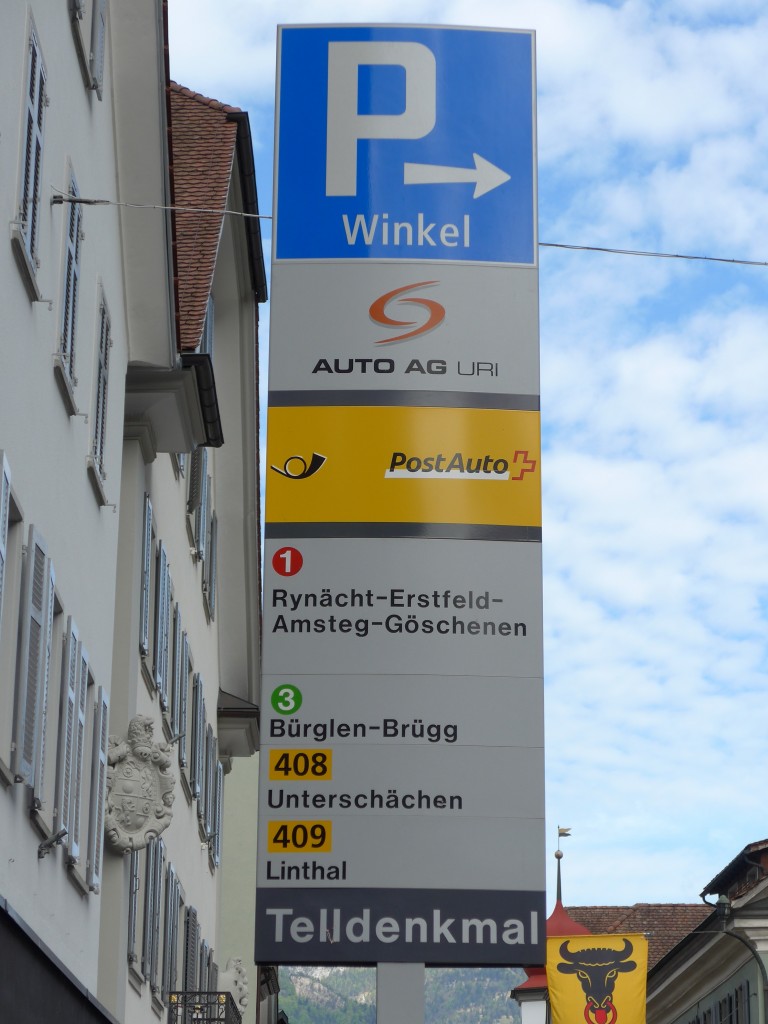 P
Winkel
AUTO AG URI
PostAuto
1
Rynächt-Erstfeld-
Amsteg-Göschenen
3
Bürglen-Brügg
408
Unterschächen
409
Linthal
Telldenkmal